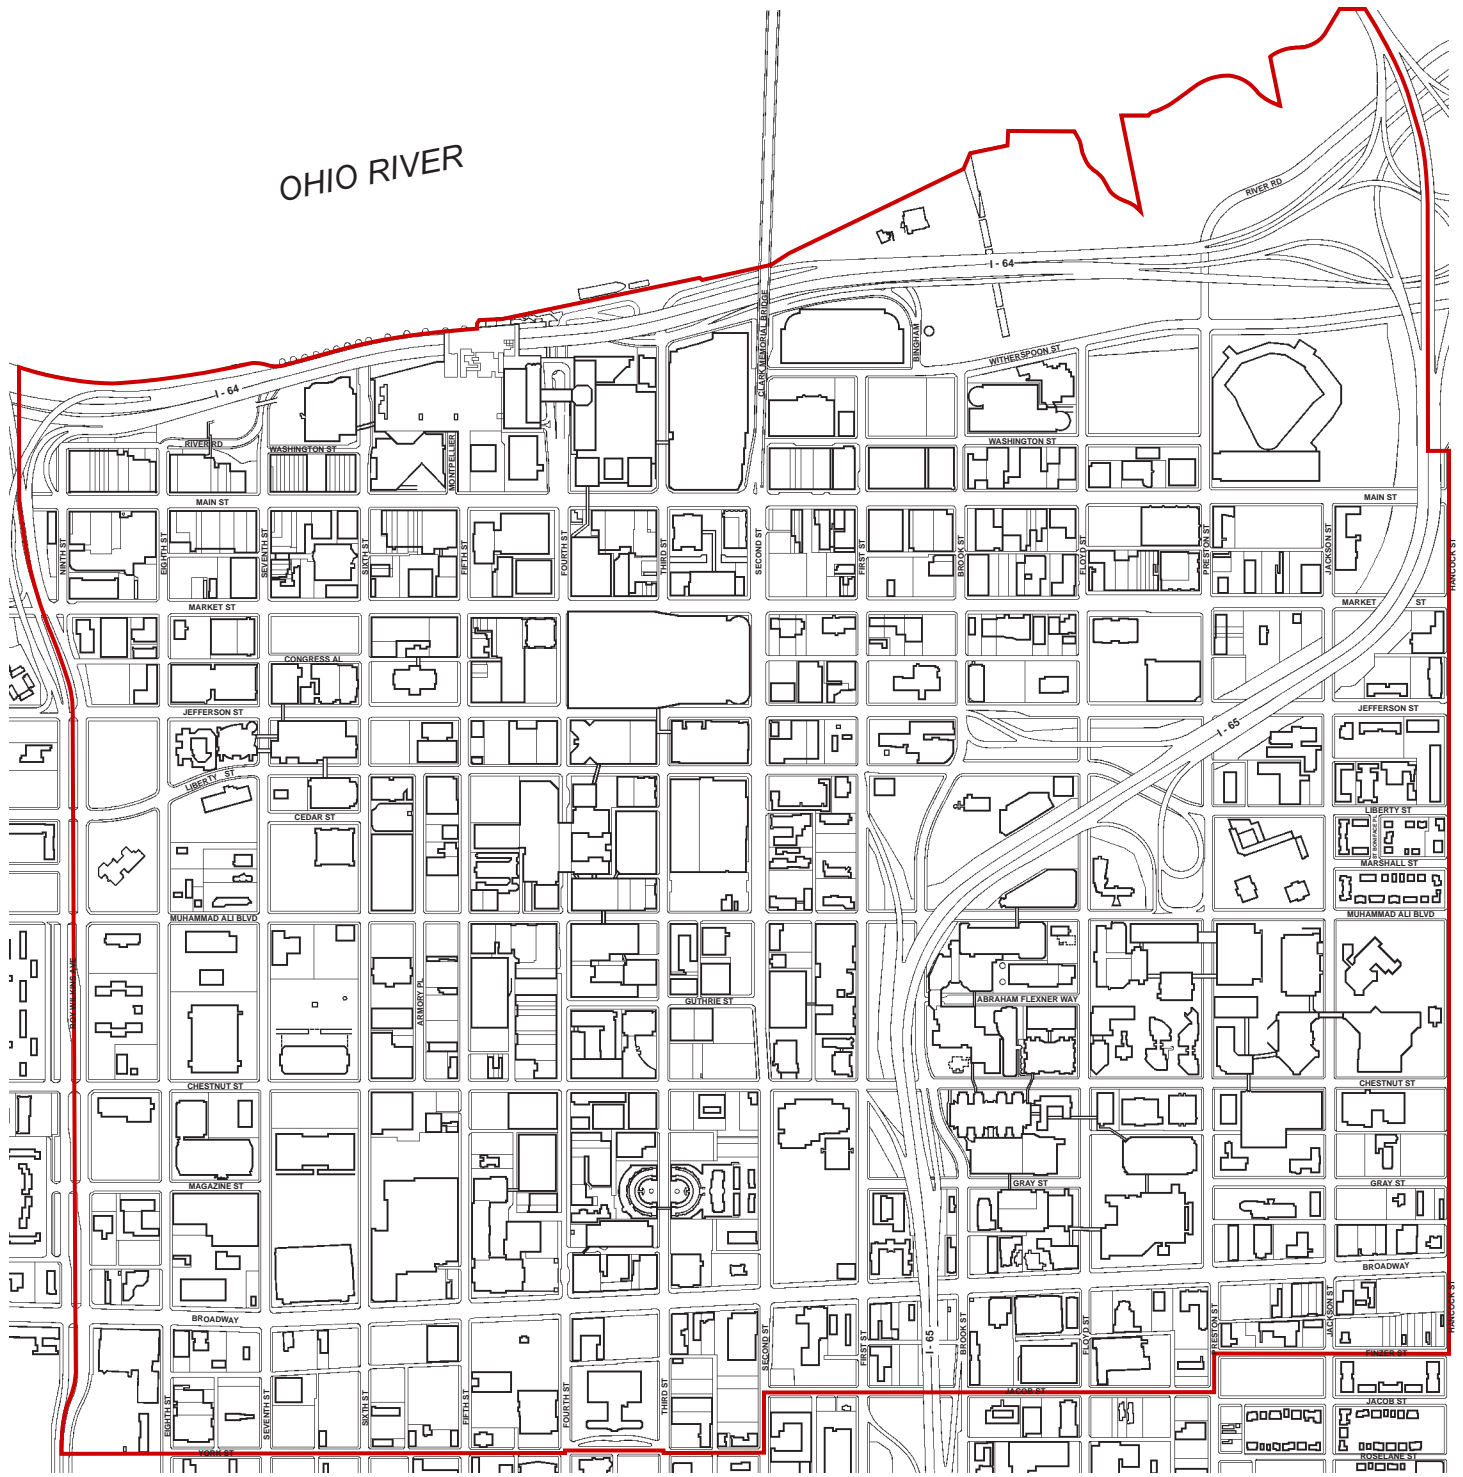 OHIO RIVER
RIVER RD
I - 64
CLARK MEMORIAL BRIDGE
BINGHAM
WITHERSPOON ST
I - 64
RIVER RD
WASHINGTON ST
MONTPELLIER
WASHINGTON ST
MAIN ST
MAIN ST
NINTH ST
EIGHTH ST
SEVENTH ST
SIXTH ST
FIFTH ST
FOURTH ST
THIRD ST
SECOND ST
FIRST ST
BROOK ST
FLOYD ST
PRESTON ST
JACKSON ST
HANCOCK ST
MARKET ST
MARKET ST
CONGRESS AL
JEFFERSON ST
JEFFERSON ST
I - 65
LIBERTY ST
CEDAR ST
LIBERTY ST
ST BONIFACE PL
MARSHALL ST
MUHAMMAD ALI BLVD
MUHAMMAD ALI BLVD
ROY WILKINS AVE
ARMORY PL
GUTHRIE ST
ABRAHAM FLEXNER WAY
CHESTNUT ST
CHESTNUT ST
MAGAZINE ST
GRAY ST
GRAY ST
BROADWAY
BROADWAY
I - 65
SECOND ST
FIRST ST
BROOK ST
FLOYD ST
PRESTON ST
JACKSON ST
HANCOCK ST
FINZER ST
EIGHTH ST
SEVENTH ST
SIXTH ST
FIFTH ST
FOURTH ST
THIRD ST
JACOB ST
JACOB ST
YORK ST
ROSELANE ST